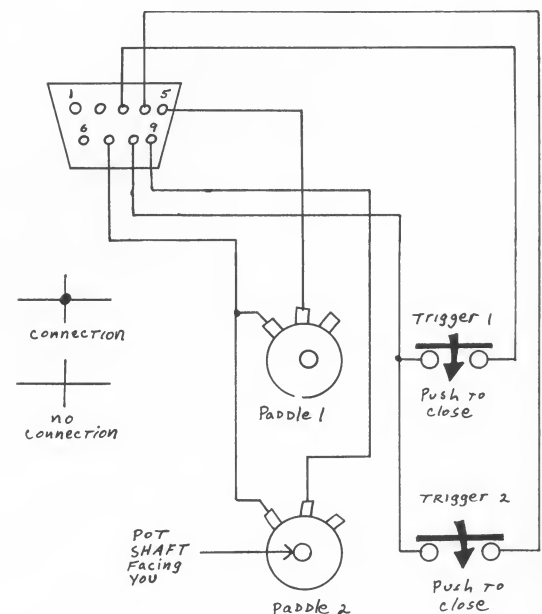 1
5
6
9
connection
no
connection
Paddle 1
Trigger 1
Push to
close
POT
SHAFT
Facing
You
Paddle 2
Trigger 2
Push to
close